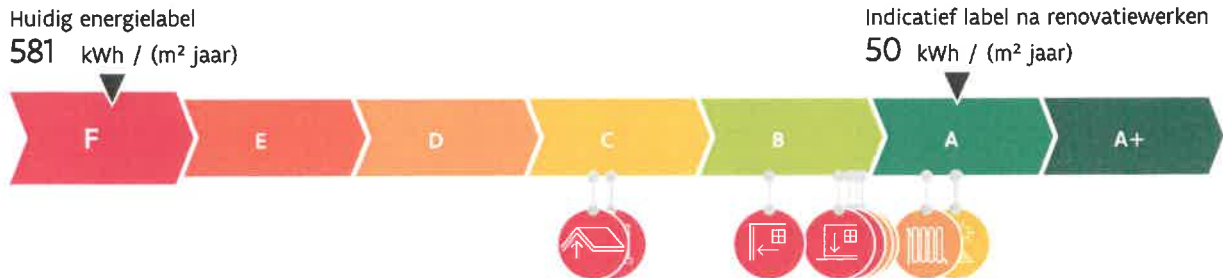 Huidig energielabel
581 kWh / (m² jaar)
Indicatief label na renovatiewerken
50 kWh / (m² jaar)
F E D C B A A+